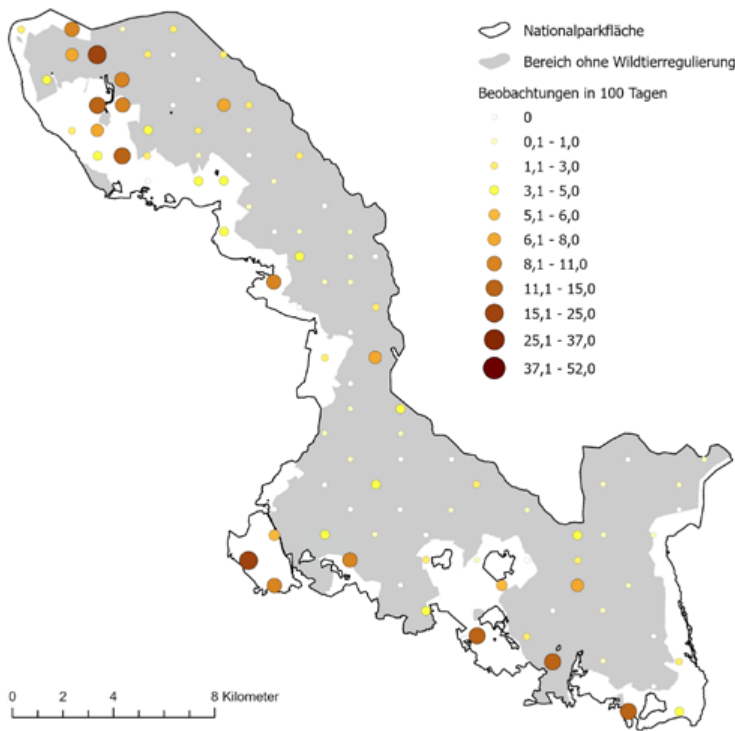 Nationalparkfläche
Bereich ohne Wildtierregulierung
Beobachtungen in 100 Tagen
0
0,1 - 1,0
1,1 - 3,0
3,1 - 5,0
5,1 - 6,0
6,1 - 8,0
8,1 - 11,0
11,1 - 15,0
15,1 - 25,0
25,1 - 37,0
37,1 - 52,0
0 2 4 8 Kilometer